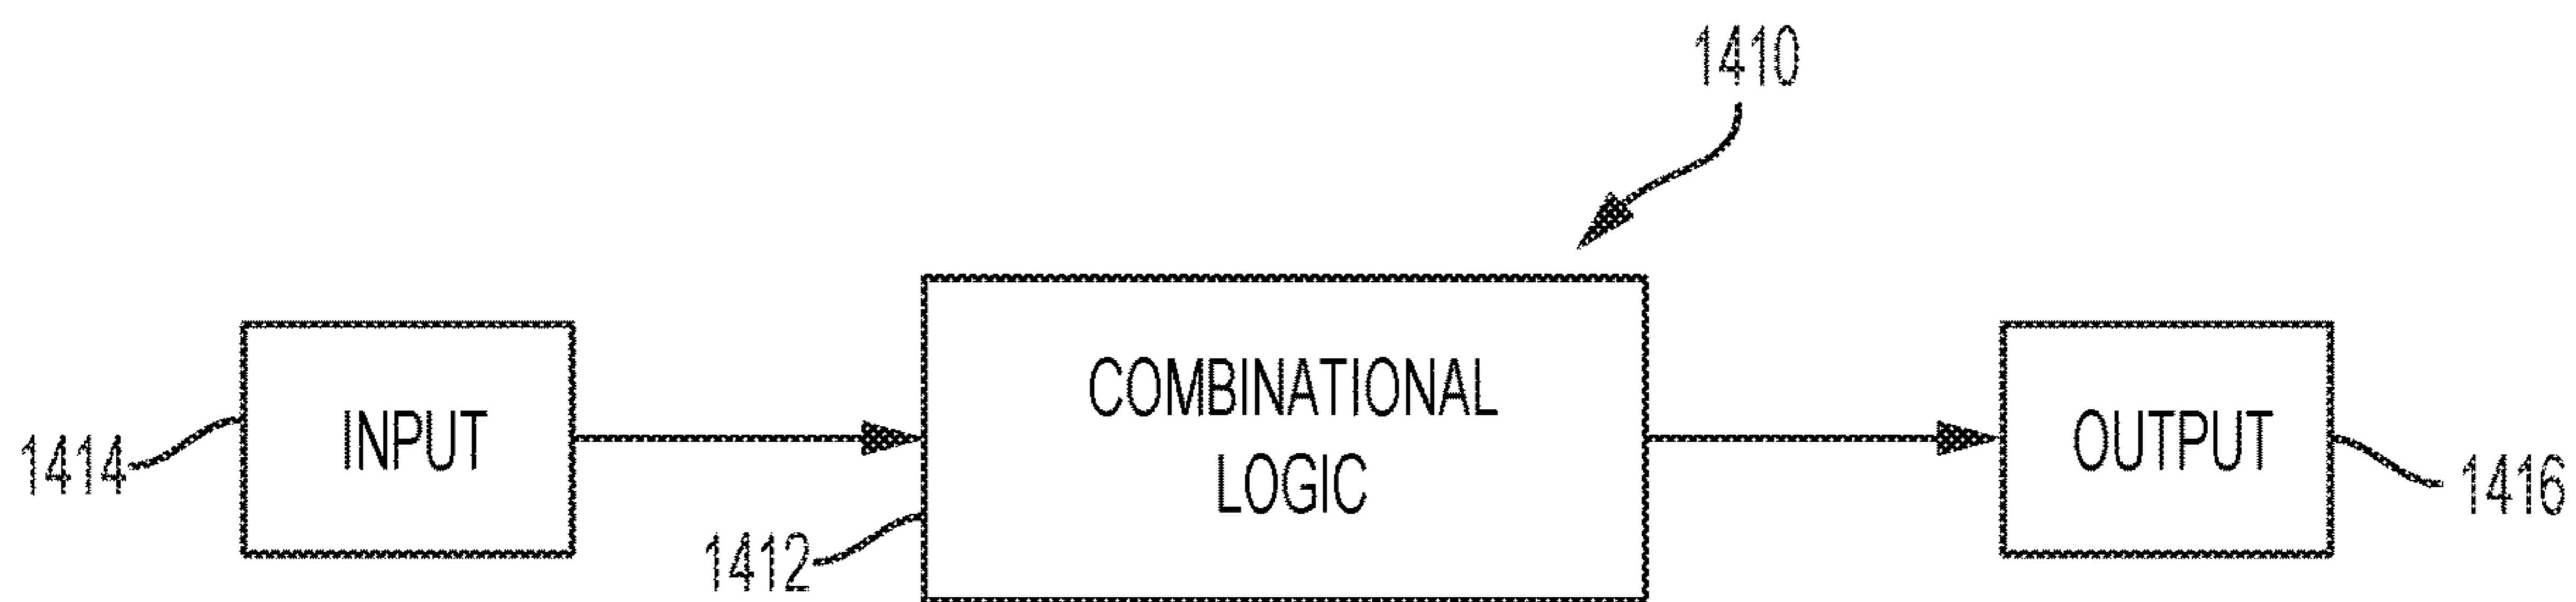 1410
COMBINATIONAL
LOGIC
INPUT
OUTPUT
1414
1412
1416